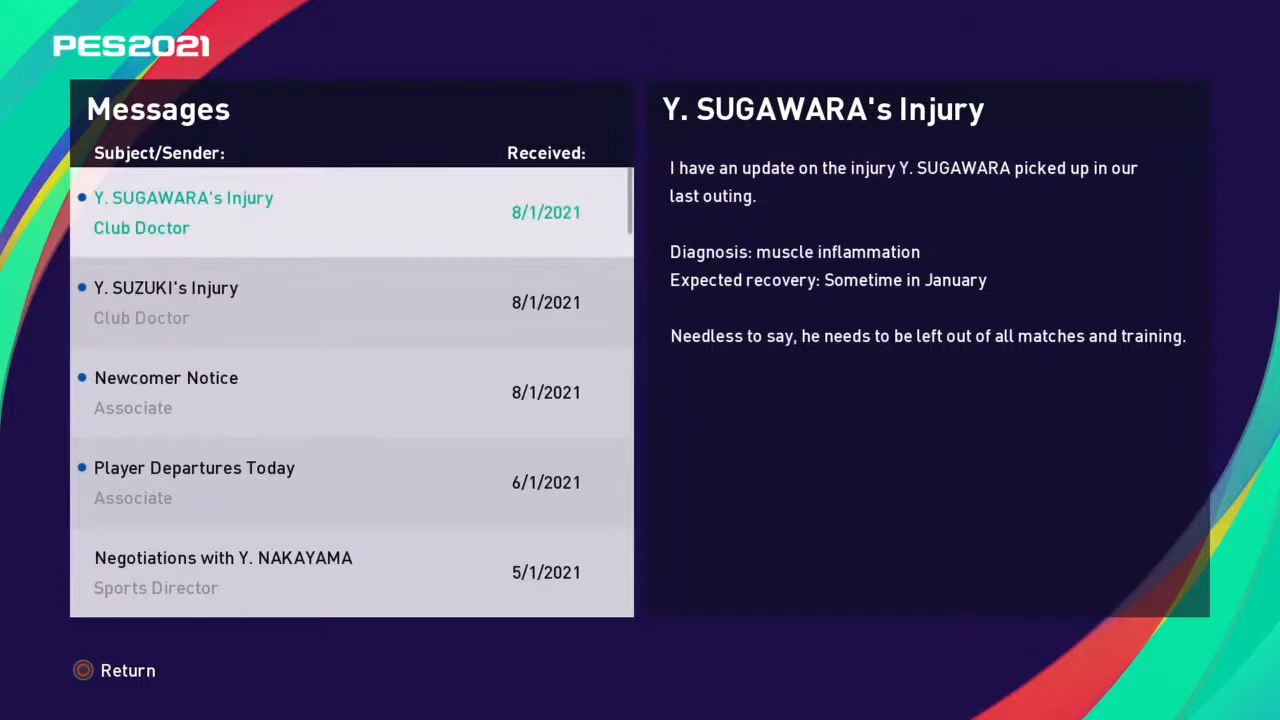 PES2021
Messages
Subject/Sender: Received:
Y. SUGAWARA's Injury
Club Doctor
8/1/2021
Y. SUZUKI's Injury
Club Doctor
8/1/2021
Newcomer Notice
Associate
8/1/2021
Player Departures Today
Associate
6/1/2021
Negotiations with Y. NAKAYAMA
Sports Director
5/1/2021
Y. SUGAWARA's Injury
I have an update on the injury Y. SUGAWARA picked up in our
last outing.
Diagnosis: muscle inflammation
Expected recovery: Sometime in January
Needless to say, he needs to be left out of all matches and training.
Return